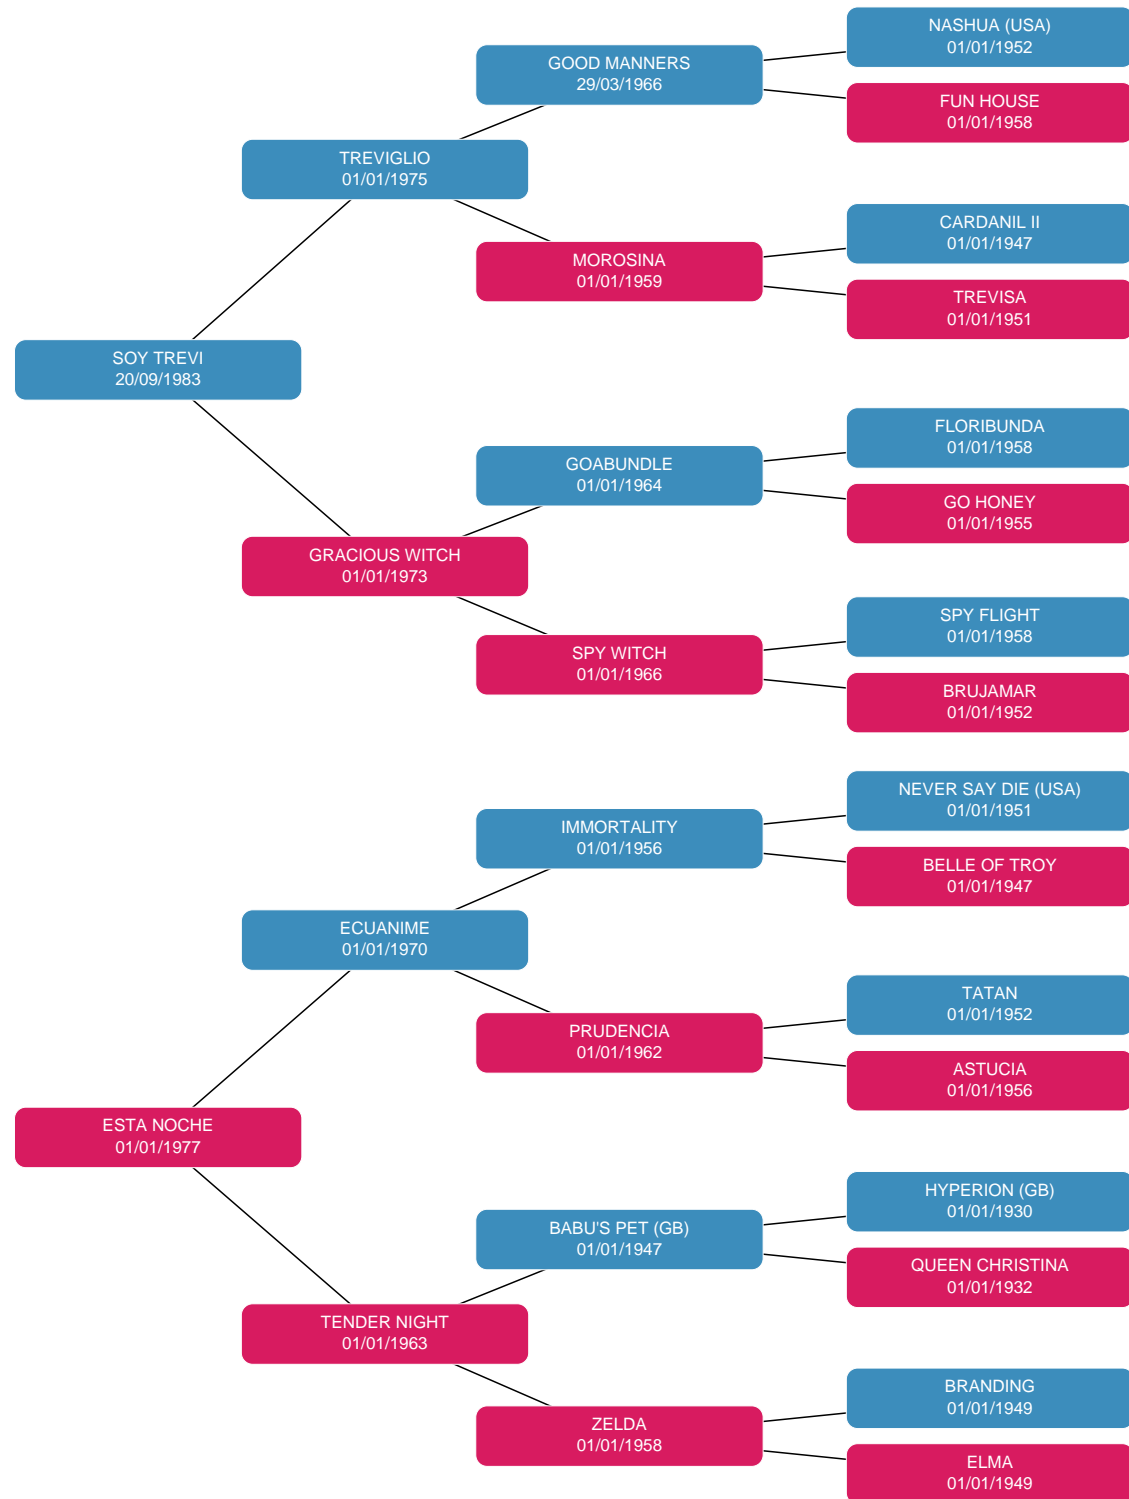 NASHUA (USA)
01/01/1952
GOOD MANNERS
29/03/1966
FUN HOUSE
01/01/1958
TREVIGLIO
01/01/1975
CARDANIL II
01/01/1947
MOROSINA
01/01/1959
TREVISA
01/01/1951
SOY TREVI
20/09/1983
FLORIBUNDA
01/01/1958
GOABUNDLE
01/01/1964
GO HONEY
01/01/1955
GRACIOUS WITCH
01/01/1973
SPY FLIGHT
01/01/1958
SPY WITCH
01/01/1966
BRUJAMAR
01/01/1952
NEVER SAY DIE (USA)
01/01/1951
IMMORTALITY
01/01/1956
BELLE OF TROY
01/01/1947
ECUANIME
01/01/1970
TATAN
01/01/1952
PRUDENCIA
01/01/1962
ASTUCIA
01/01/1956
ESTA NOCHE
01/01/1977
HYPERION (GB)
01/01/1930
BABU'S PET (GB)
01/01/1947
QUEEN CHRISTINA
01/01/1932
TENDER NIGHT
01/01/1963
BRANDING
01/01/1949
ZELDA
01/01/1958
ELMA
01/01/1949